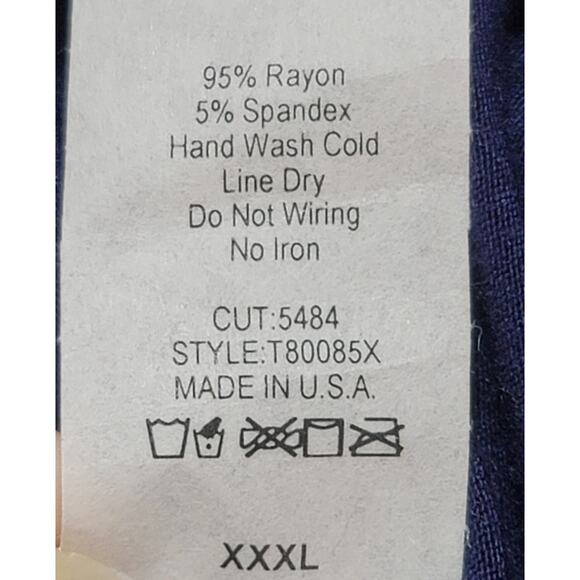 95% Rayon
5% Spandex
Hand Wash Cold
Line Dry
Do Not Wiring
No Iron
CUT:5484
STYLE:T80085X
MADE IN U.S.A.
XXXL